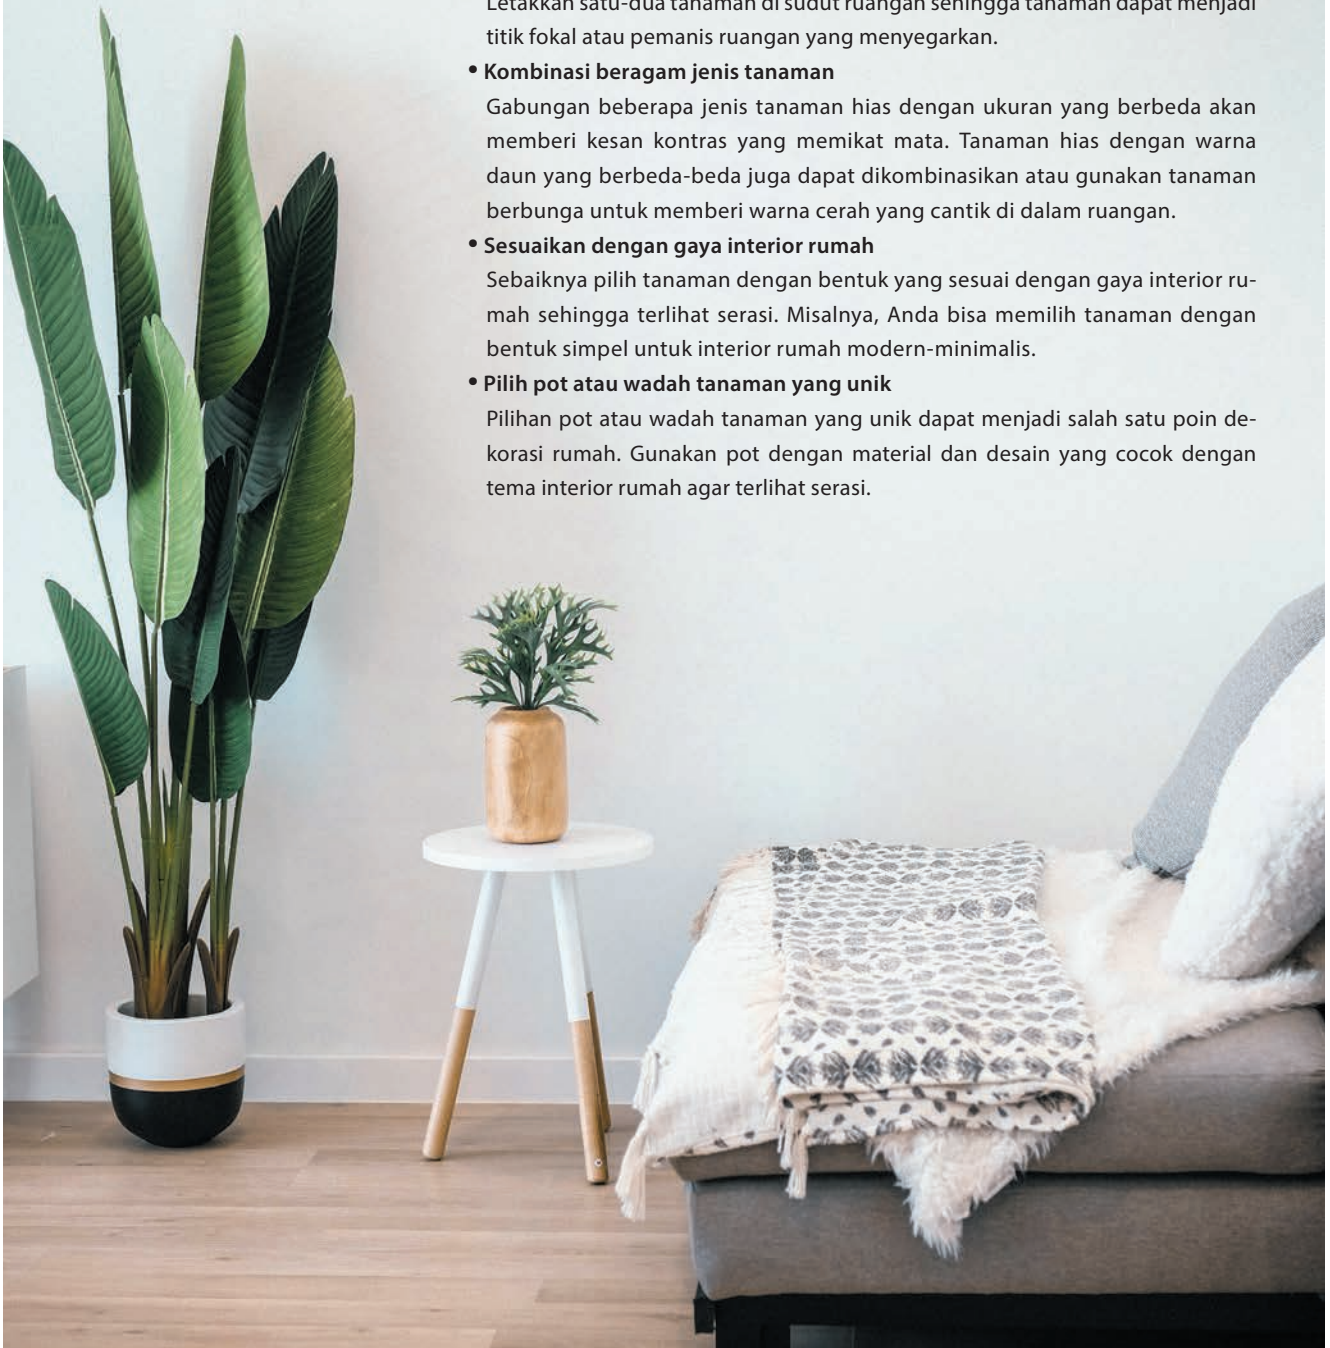 Letakkan satu-dua tanaman di sudut ruangan sehingga tanaman dapat menjadi
titik fokal atau pemanis ruangan yang menyegarkan.
• Kombinasi beragam jenis tanaman
Gabungan beberapa jenis tanaman hias dengan ukuran yang berbeda akan
memberi kesan kontras yang memikat mata. Tanaman hias dengan warna
daun yang berbeda-beda juga dapat dikombinasikan atau gunakan tanaman
berbunga untuk memberi warna cerah yang cantik di dalam ruangan.
• Sesuaikan dengan gaya interior rumah
Sebaiknya pilih tanaman dengan bentuk yang sesuai dengan gaya interior ru-
mah sehingga terlihat serasi. Misalnya, Anda bisa memilih tanaman dengan
bentuk simpel untuk interior rumah modern-minimalis.
• Pilih pot atau wadah tanaman yang unik
Pilihan pot atau wadah tanaman yang unik dapat menjadi salah satu poin de-
korasi rumah. Gunakan pot dengan material dan desain yang cocok dengan
tema interior rumah agar terlihat serasi.